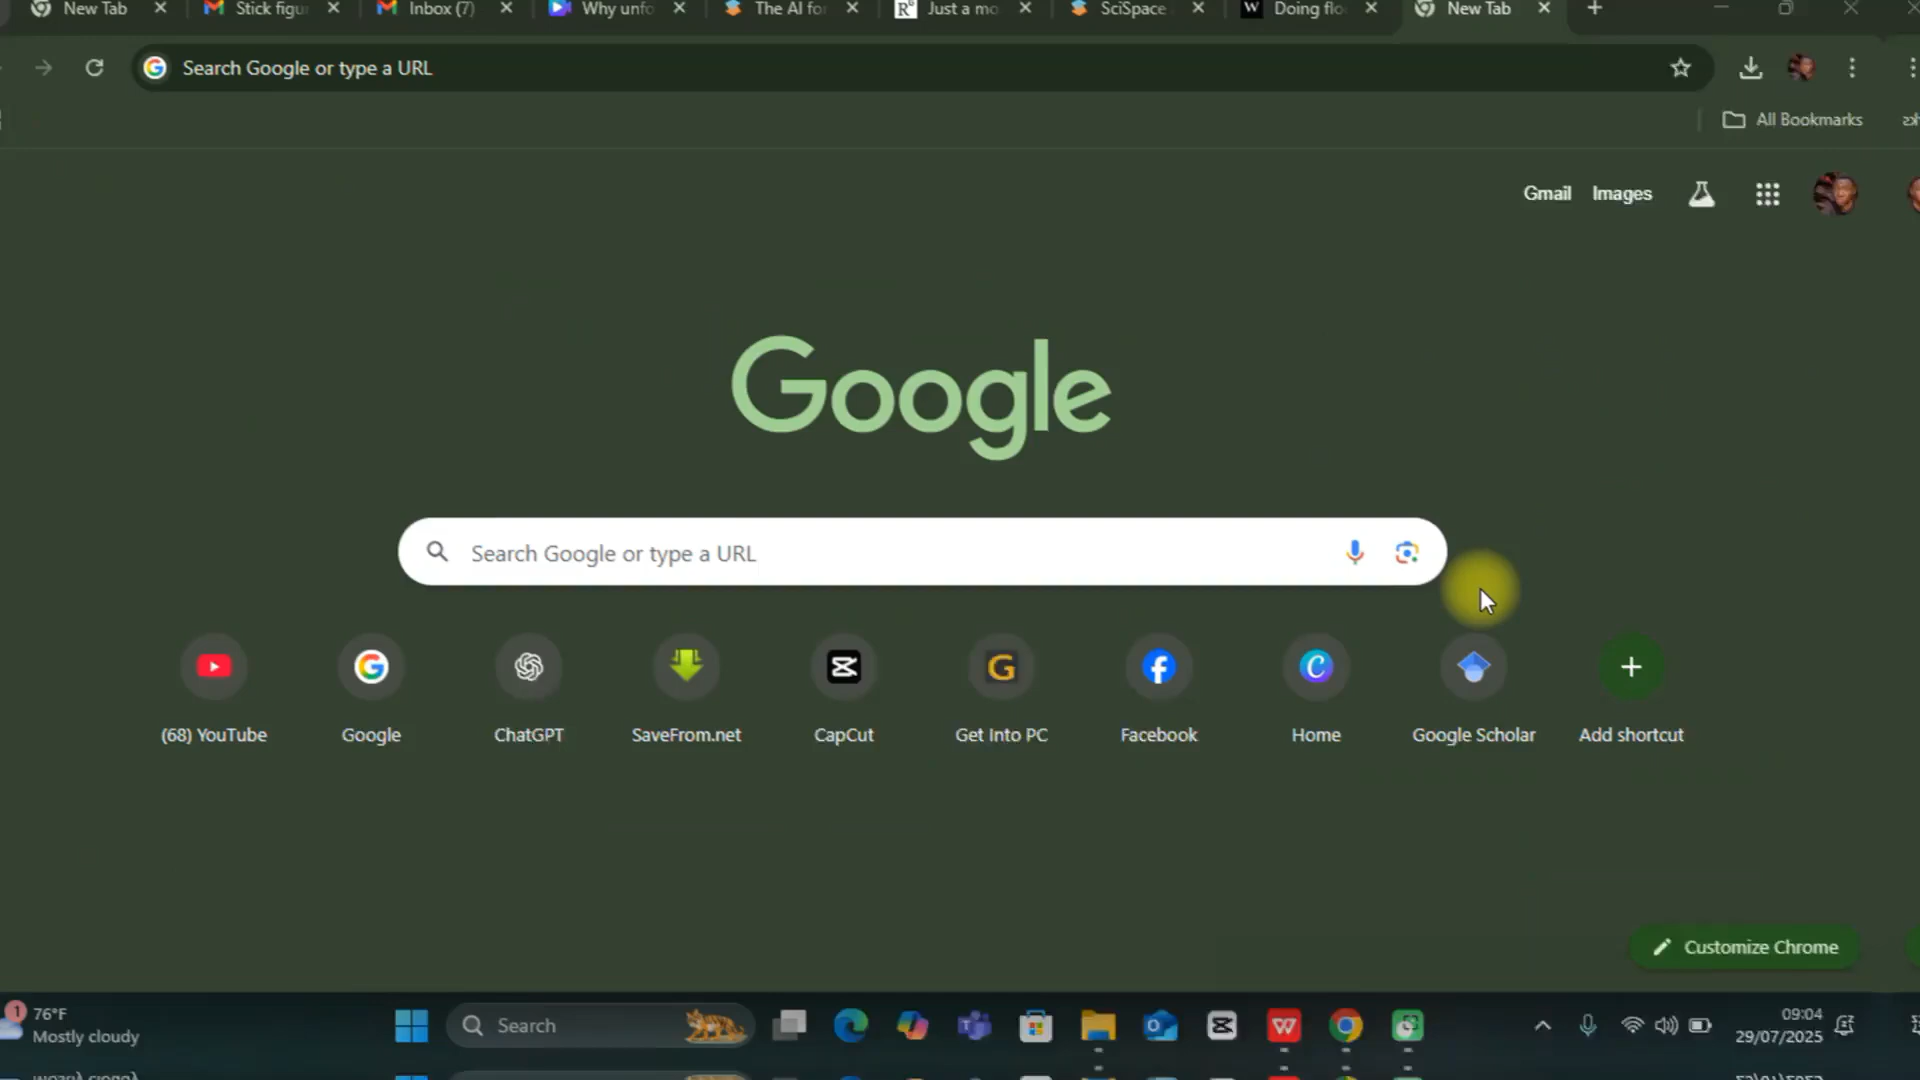 New Tab
Stick figu
Inbox (7)
Why unfo
The AI fo
Just a mo
SciSpace
Doing flo
New Tab
Search Google or type a URL
All Bookmarks
Gmail
Images
Google
Search Google or type a URL
(68) YouTube
Google
ChatGPT
SaveFrom.net
CapCut
Get Into PC
Facebook
Home
Google Scholar
Add shortcut
Customize Chrome
1
76°F
Mostly cloudy
Search
09:04
29/07/2025